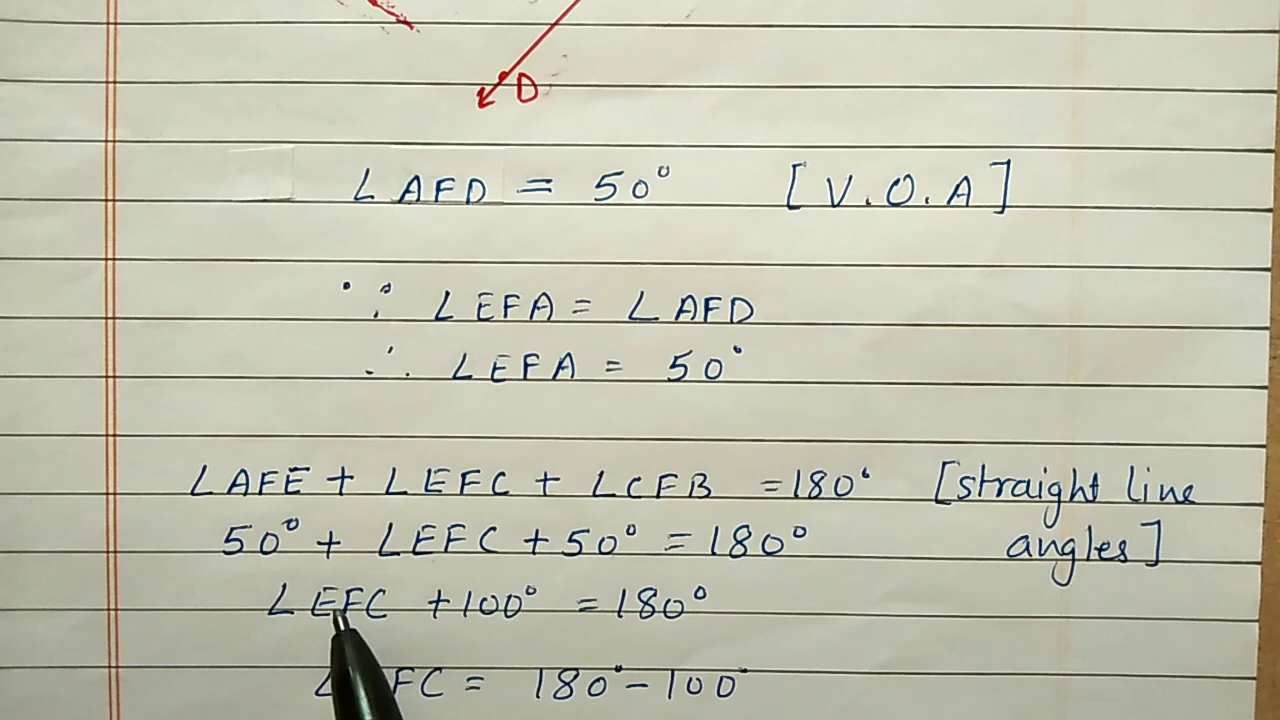 D
∠AFD = 50° [V.O.A]
∵ ∠EFA = ∠AFD
∴ ∠EFA = 50°
∠AFE + ∠EFC + ∠CFB = 180° [straight line
50° + ∠EFC + 50° = 180° angles]
∠EFC + 100° = 180°
∠ FC = 180° - 100°